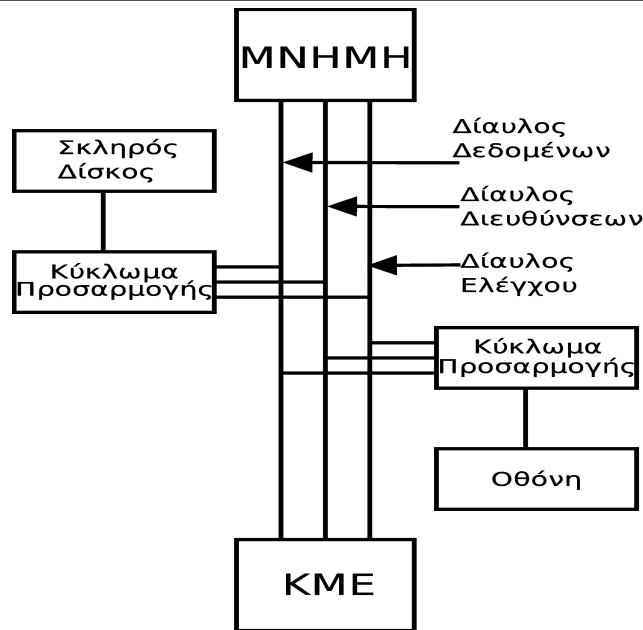 ΜΝΗΜΗ
Δίαυλος
Δεδομένων
Σκληρός
Δίσκος
Δίαυλος
Διευθύνσεων
Δίαυλος
Ελέγχου
Κύκλωμα
Προσαρμογής
Κύκλωμα
Προσαρμογής
Οθόνη
ΚΜΕ